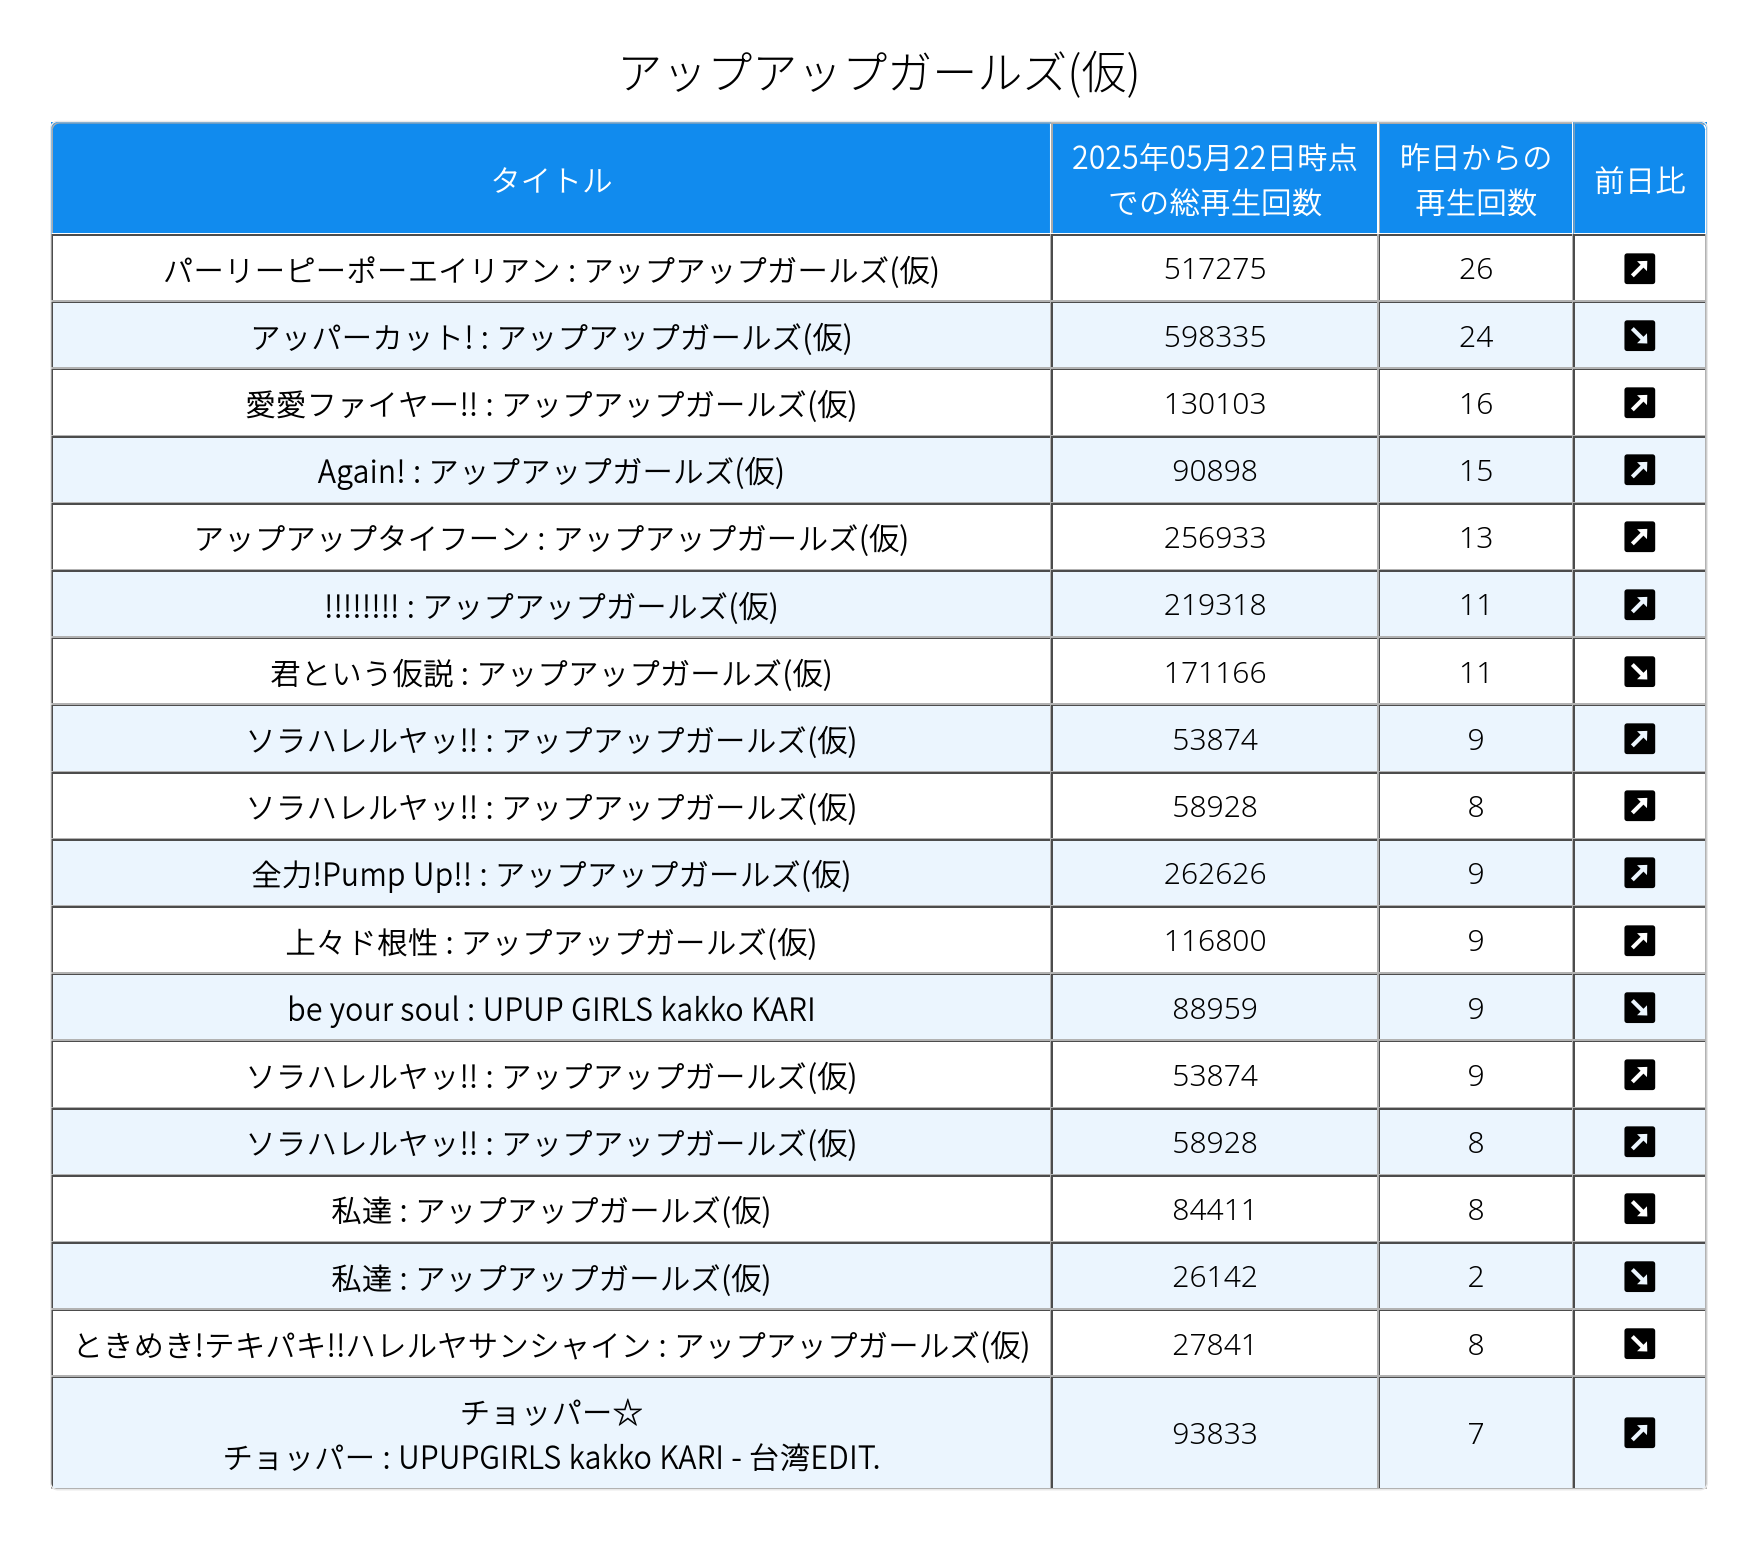 アップアップガールズ(仮)
タイトル
2025年05月22日時点
での総再生回数
昨日からの
再生回数
前日比
パーリーピーポーエイリアン : アップアップガールズ(仮) 517275 26
アッパーカット! : アップアップガールズ(仮) 598335 24
愛愛ファイヤー!! : アップアップガールズ(仮) 130103 16
Again! : アップアップガールズ(仮) 90898 15
アップアップタイフーン : アップアップガールズ(仮) 256933 13
!!!!!!!! : アップアップガールズ(仮) 219318 11
君という仮説 : アップアップガールズ(仮) 171166 11
ソラハレルヤッ!! : アップアップガールズ(仮) 53874 9
ソラハレルヤッ!! : アップアップガールズ(仮) 58928 8
全力!Pump Up!! : アップアップガールズ(仮) 262626 9
上々ド根性 : アップアップガールズ(仮) 116800 9
be your soul : UPUP GIRLS kakko KARI 88959 9
ソラハレルヤッ!! : アップアップガールズ(仮) 53874 9
ソラハレルヤッ!! : アップアップガールズ(仮) 58928 8
私達 : アップアップガールズ(仮) 84411 8
私達 : アップアップガールズ(仮) 26142 2
ときめき!テキパキ!!ハレルヤサンシャイン : アップアップガールズ(仮) 27841 8
チョッパー☆
チョッパー : UPUPGIRLS kakko KARI - 台湾EDIT. 93833 7